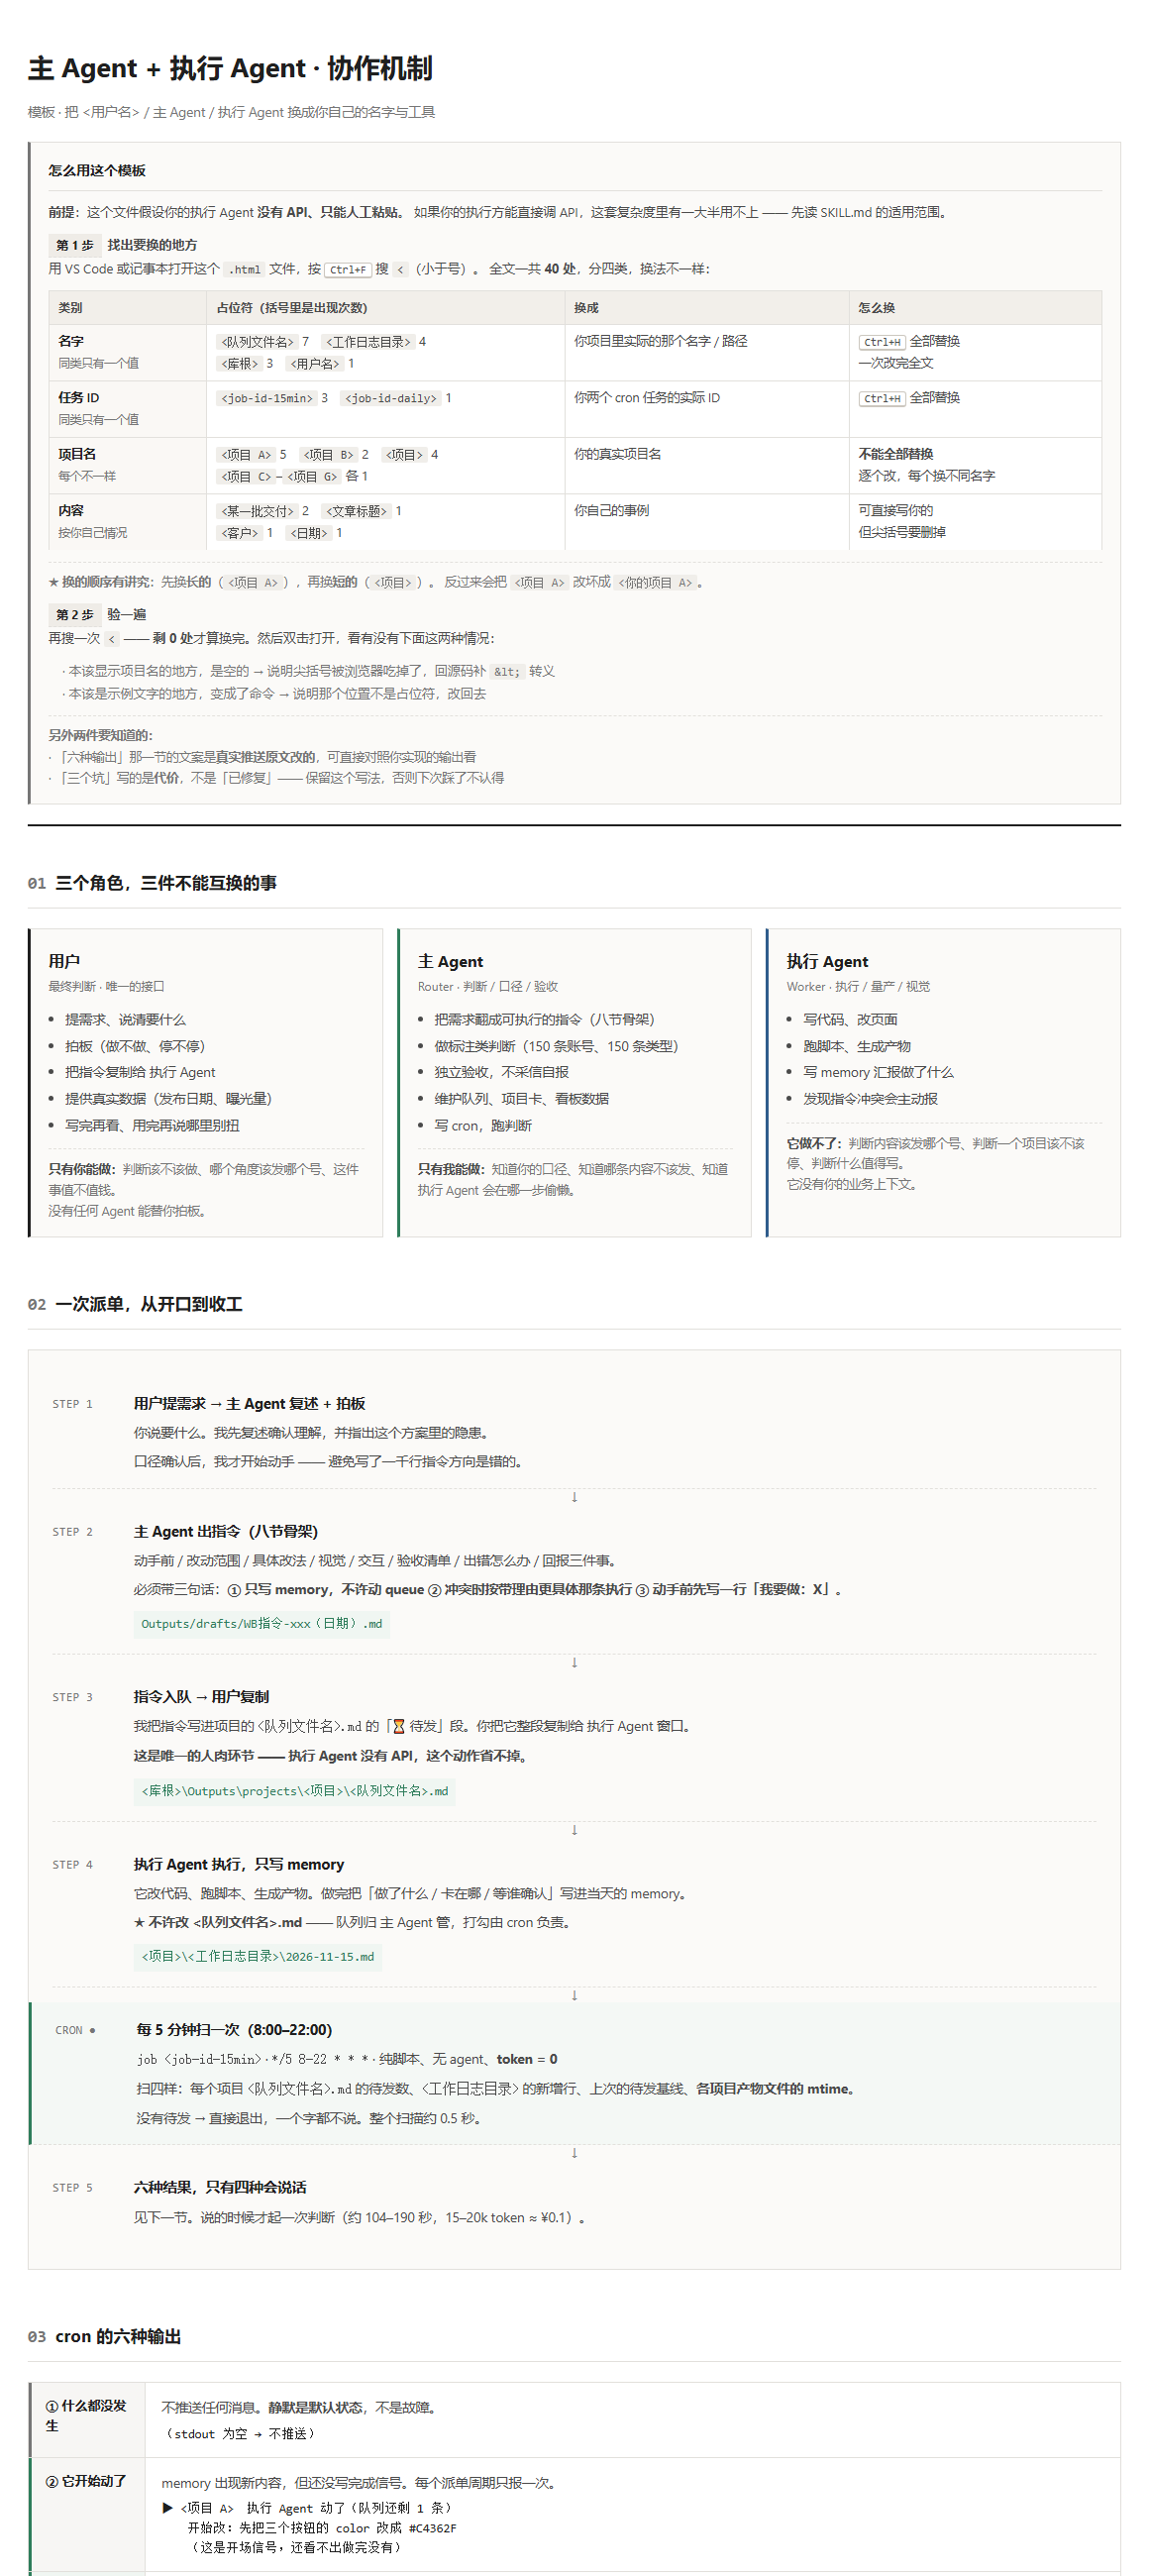 主 Agent + 执行 Agent · 协作机制
模板 · 把 <用户名> / 主 Agent / 执行 Agent 换成你自己的名字与工具
怎么用这个模板
前提：这个文件假设你的执行 Agent 没有 API、只能人工粘贴。 如果你的执行方能直接调 API，这套复杂度里有一大半用不上 —— 先读 SKILL.md 的适用范围。
第 1 步 找出要换的地方
用 VS Code 或记事本打开这个 .html 文件，按 Ctrl+F 搜 <（小于号）。 全文一共 40 处，分四类，换法不一样：
类别 占位符（括号里是出现次数） 换成 怎么换
名字 <队列文件名> 7 <工作日志目录> 4 你项目里实际的那个名字 / 路径 Ctrl+H 全部替换
同类只有一个值 <库根> 3 <用户名> 1 一次改完全文
任务 ID <job-id-15min> 3 <job-id-daily> 1 你两个 cron 任务的实际 ID Ctrl+H 全部替换
同类只有一个值
项目名 <项目 A> 5 <项目 B> 2 <项目> 4 你的真实项目名 不能全部替换
每个不一样 <项目 C>–<项目 G> 各 1 逐个改，每个换不同名字
内容 <某一批交付> 2 <文章标题> 1 你自己的事例 可直接写你的
按你自己情况 <客户> 1 <日期> 1 但尖括号要删掉
★ 换的顺序有讲究：先换长的（<项目 A>），再换短的（<项目>）。 反过来会把 <项目 A> 改坏成 <你的项目 A>。
第 2 步 验一遍
再搜一次 < —— 剩 0 处才算换完。然后双击打开，看有没有下面这两种情况：
· 本该显示项目名的地方，是空的 → 说明尖括号被浏览器吃掉了，回源码补 &lt; 转义
· 本该是示例文字的地方，变成了命令 → 说明那个位置不是占位符，改回去
另外两件要知道的：
· 「六种输出」那一节的文案是真实推送原文改的，可直接对照你实现的输出看
· 「三个坑」写的是代价，不是「已修复」—— 保留这个写法，否则下次踩了不认得
01 三个角色，三件不能互换的事
用户
最终判断 · 唯一的接口
• 提需求、说清要什么
• 拍板（做不做、停不停）
• 把指令复制给 执行 Agent
• 提供真实数据（发布日期、曝光量）
• 写完再看、用完再说哪里别扭
只有你能做：判断该不该做、哪个角度该发哪个号、这件
事值不值钱。
没有任何 Agent 能替你拍板。
主 Agent
Router · 判断 / 口径 / 验收
• 把需求翻成可执行的指令（八节骨架）
• 做标注类判断（150 条账号、150 条类型）
• 独立验收，不采信自报
• 维护队列、项目卡、看板数据
• 写 cron，跑判断
只有我能做：知道你的口径、知道哪条内容不该发、知道
执行 Agent 会在哪一步偷懒。
执行 Agent
Worker · 执行 / 量产 / 视觉
• 写代码、改页面
• 跑脚本、生成产物
• 写 memory 汇报做了什么
• 发现指令冲突会主动报
它做不了：判断内容该发哪个号、判断一个项目该不该
停、判断什么值得写。
它没有你的业务上下文。
02 一次派单，从开口到收工
STEP 1 用户提需求 → 主 Agent 复述 + 拍板
你说要什么。我先复述确认理解，并指出这个方案里的隐患。
口径确认后，我才开始动手 —— 避免写了一千行指令方向是错的。
↓
STEP 2 主 Agent 出指令（八节骨架）
动手前 / 改动范围 / 具体改法 / 视觉 / 交互 / 验收清单 / 出错怎么办 / 回报三件事。
必须带三句话：① 只写 memory，不许动 queue ② 冲突时按带理由更具体那条执行 ③ 动手前先写一行「我要做：X」。
Outputs/drafts/WB指令-xxx（日期）.md
↓
STEP 3 指令入队 → 用户复制
我把指令写进项目的 <队列文件名>.md 的「⏳ 待发」段。你把它整段复制给 执行 Agent 窗口。
这是唯一的人肉环节 —— 执行 Agent 没有 API，这个动作省不掉。
<库根>\Outputs\projects\<项目>\<队列文件名>.md
↓
STEP 4 执行 Agent 执行，只写 memory
它改代码、跑脚本、生成产物。做完把「做了什么 / 卡在哪 / 等谁确认」写进当天的 memory。
★ 不许改 <队列文件名>.md —— 队列归 主 Agent 管，打勾由 cron 负责。
<项目>\<工作日志目录>\2026-11-15.md
↓
CRON ● 每 5 分钟扫一次（8:00–22:00）
job <job-id-15min> · */5 8-22 * * * · 纯脚本、无 agent、token = 0
扫四样：每个项目 <队列文件名>.md 的待发数、<工作日志目录> 的新增行、上次的待发基线、各项目产物文件的 mtime。
没有待发 → 直接退出，一个字都不说。整个扫描约 0.5 秒。
↓
STEP 5 六种结果，只有四种会说话
见下一节。说的时候才起一次判断（约 104–190 秒，15–20k token ≈ ¥0.1）。
03 cron 的六种输出
① 什么都没发生 不推送任何消息。静默是默认状态，不是故障。
（stdout 为空 → 不推送）
② 它开始动了 memory 出现新内容，但还没写完成信号。每个派单周期只报一次。
▶ <项目 A> 执行 Agent 动了（队列还剩 1 条）
开始改：先把三个按钮的 color 改成 #C4362F
（这是开场信号，还看不出做完没有）